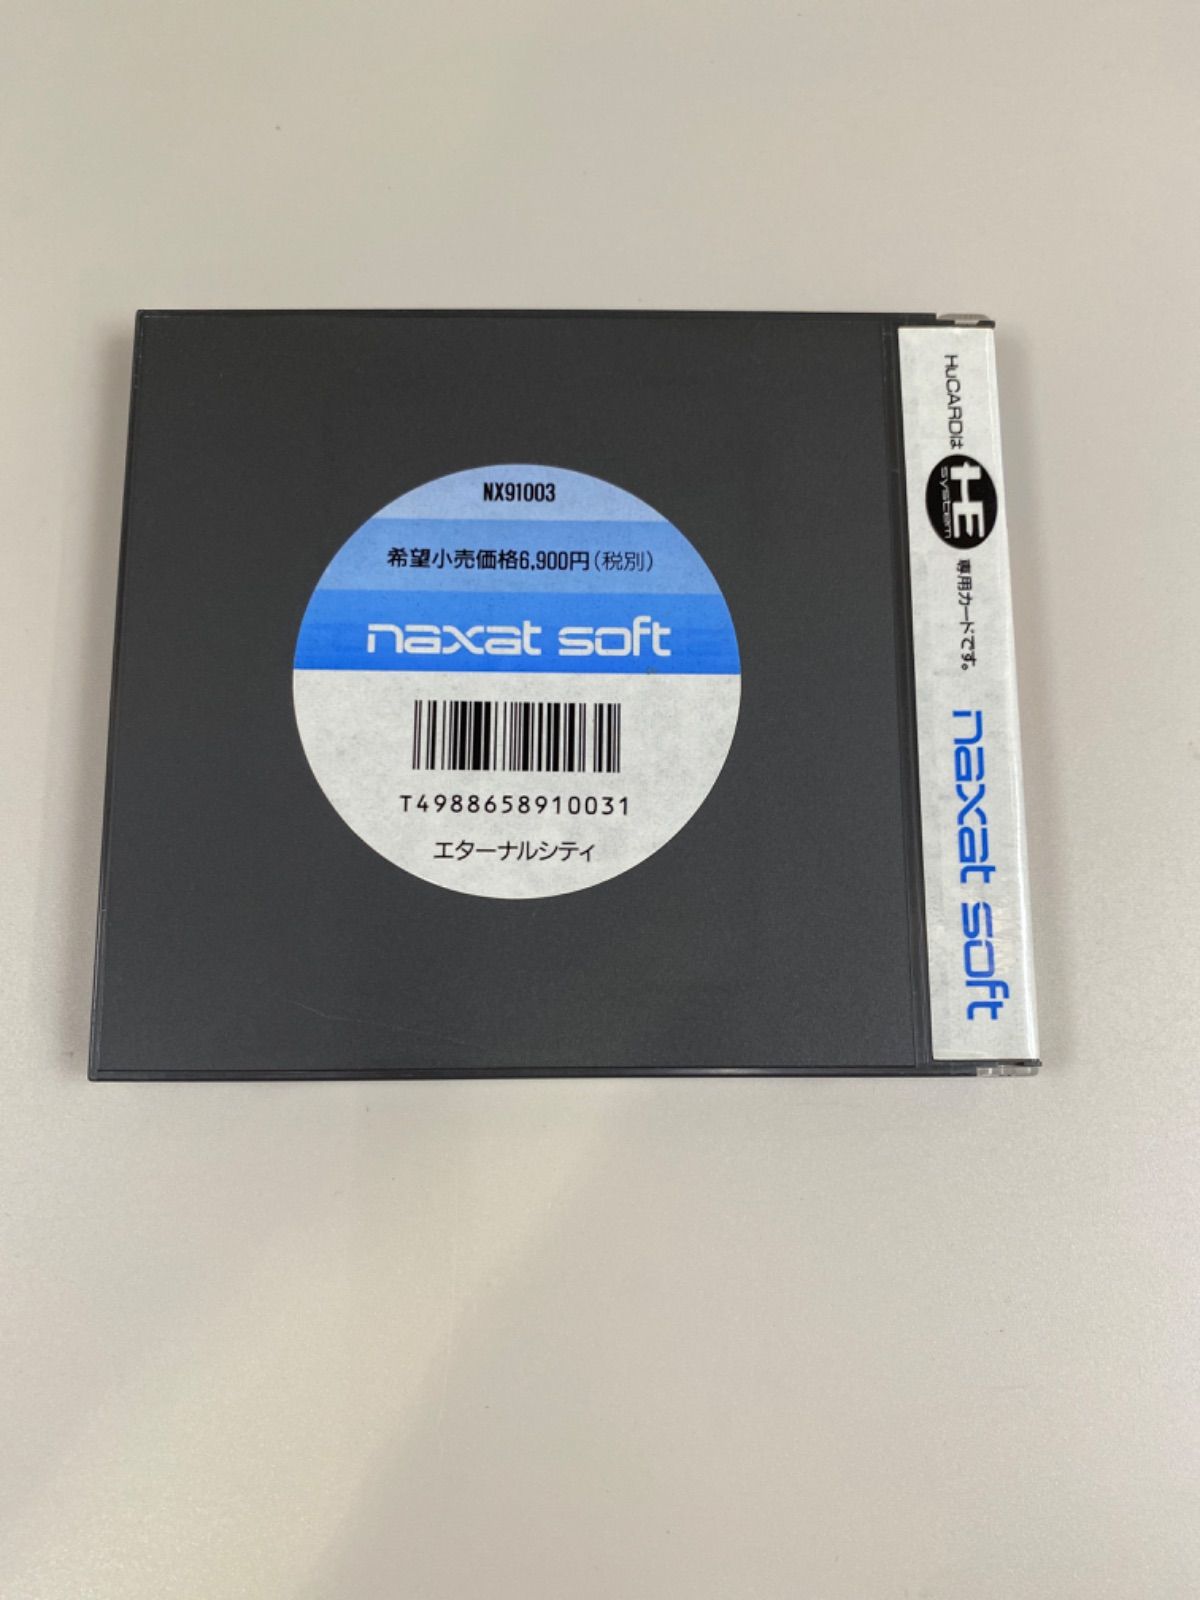 NX91003
希望小売価格6,900円(税別)
naxat soft
T4988658910031
エターナルシティ
HuCARDは HE system 専用カードです。 naxat soft